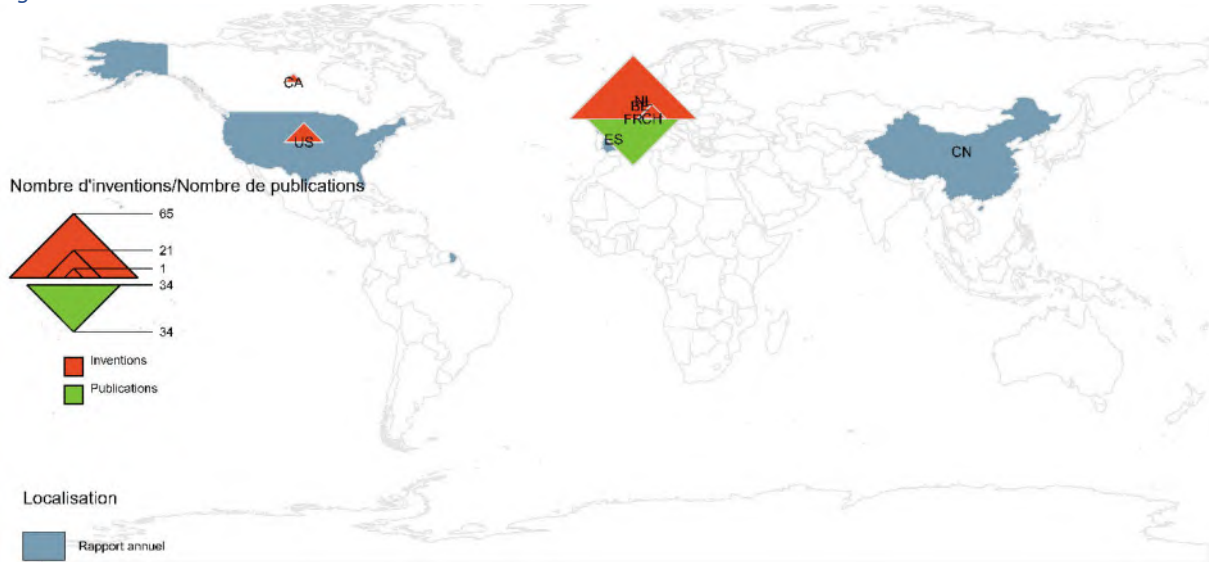 CA
US
NL
BE
FRCH
ES
CN
Nombre d'inventions/Nombre de publications
65
21
1
34
34
Inventions
Publications
Localisation
Rapport annuel